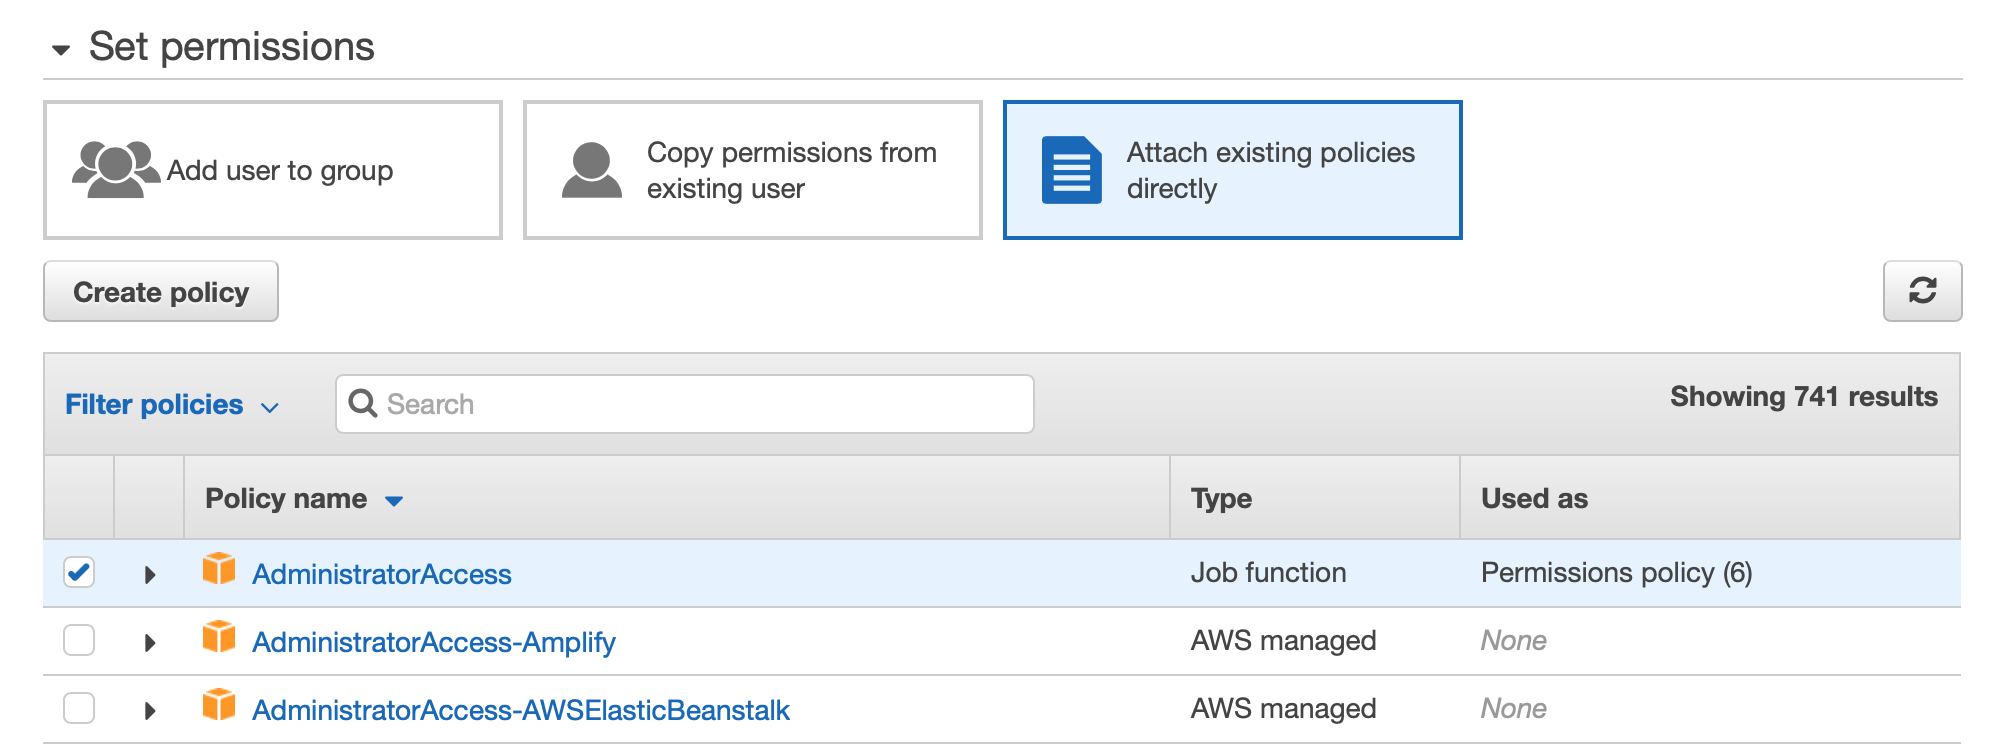 Set permissions
Add user to group
Copy permissions from
existing user
Attach existing policies
directly
Create policy
Filter policies
Search
Showing 741 results
Policy name
Type
Used as
AdministratorAccess
Job function
Permissions policy (6)
AdministratorAccess-Amplify
AWS managed
None
AdministratorAccess-AWSElasticBeanstalk
AWS managed
None